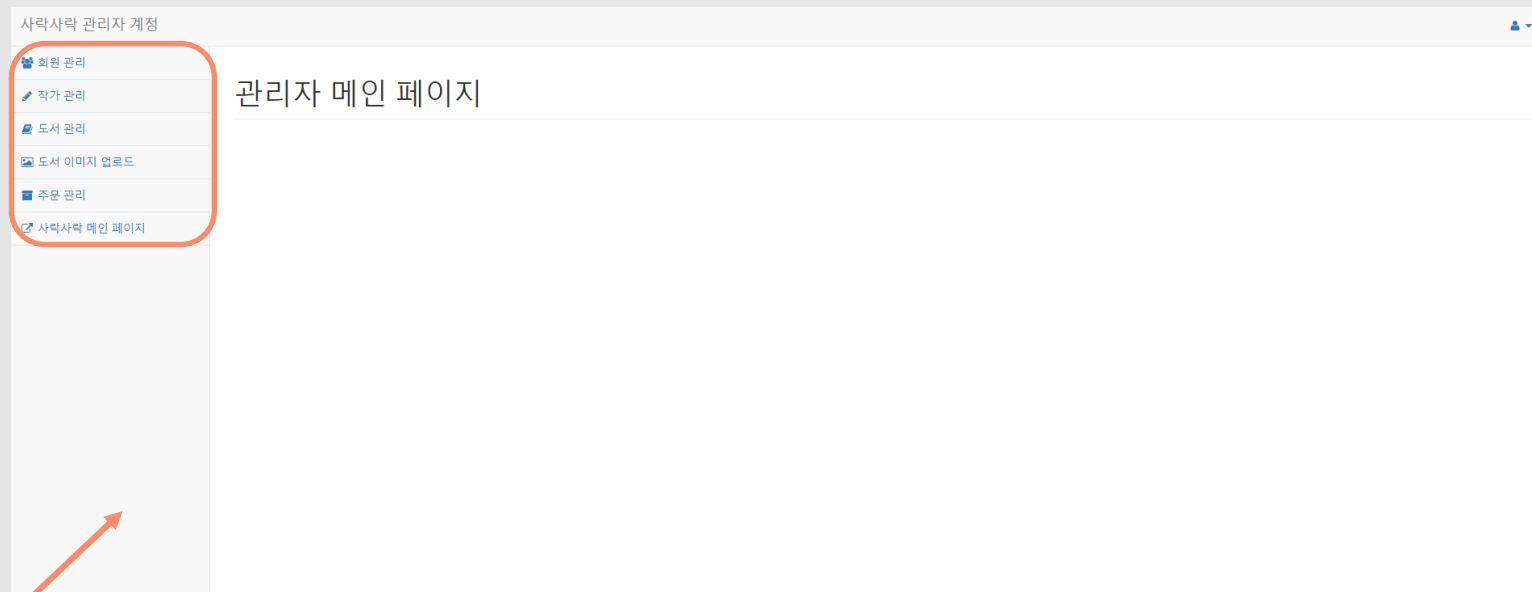 사락사락 관리자 계정
회원 관리
작가 관리
도서 관리
도서 이미지 업로드
주문 관리
사락사락 메인 페이지
관리자 메인 페이지